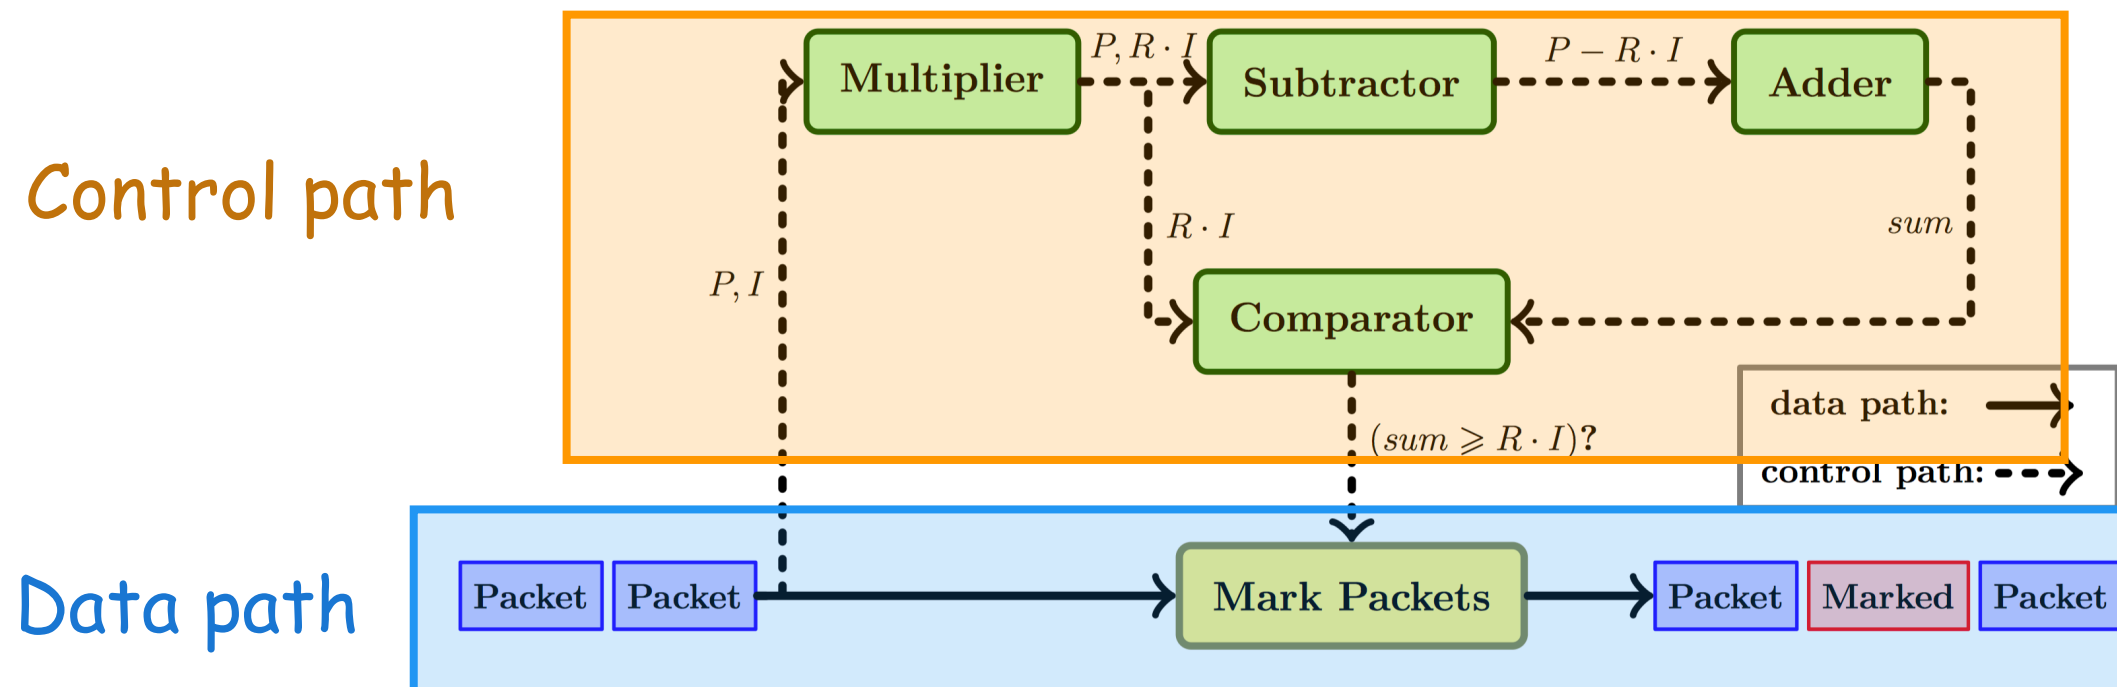 P, R · I
P − R · I
Multiplier
Subtractor
Adder
Control path
R · I
sum
P, I
Comparator
data path:
(sum ⩾ R · I)?
control path:
Data path
Packet
Packet
Mark Packets
Packet
Marked
Packet